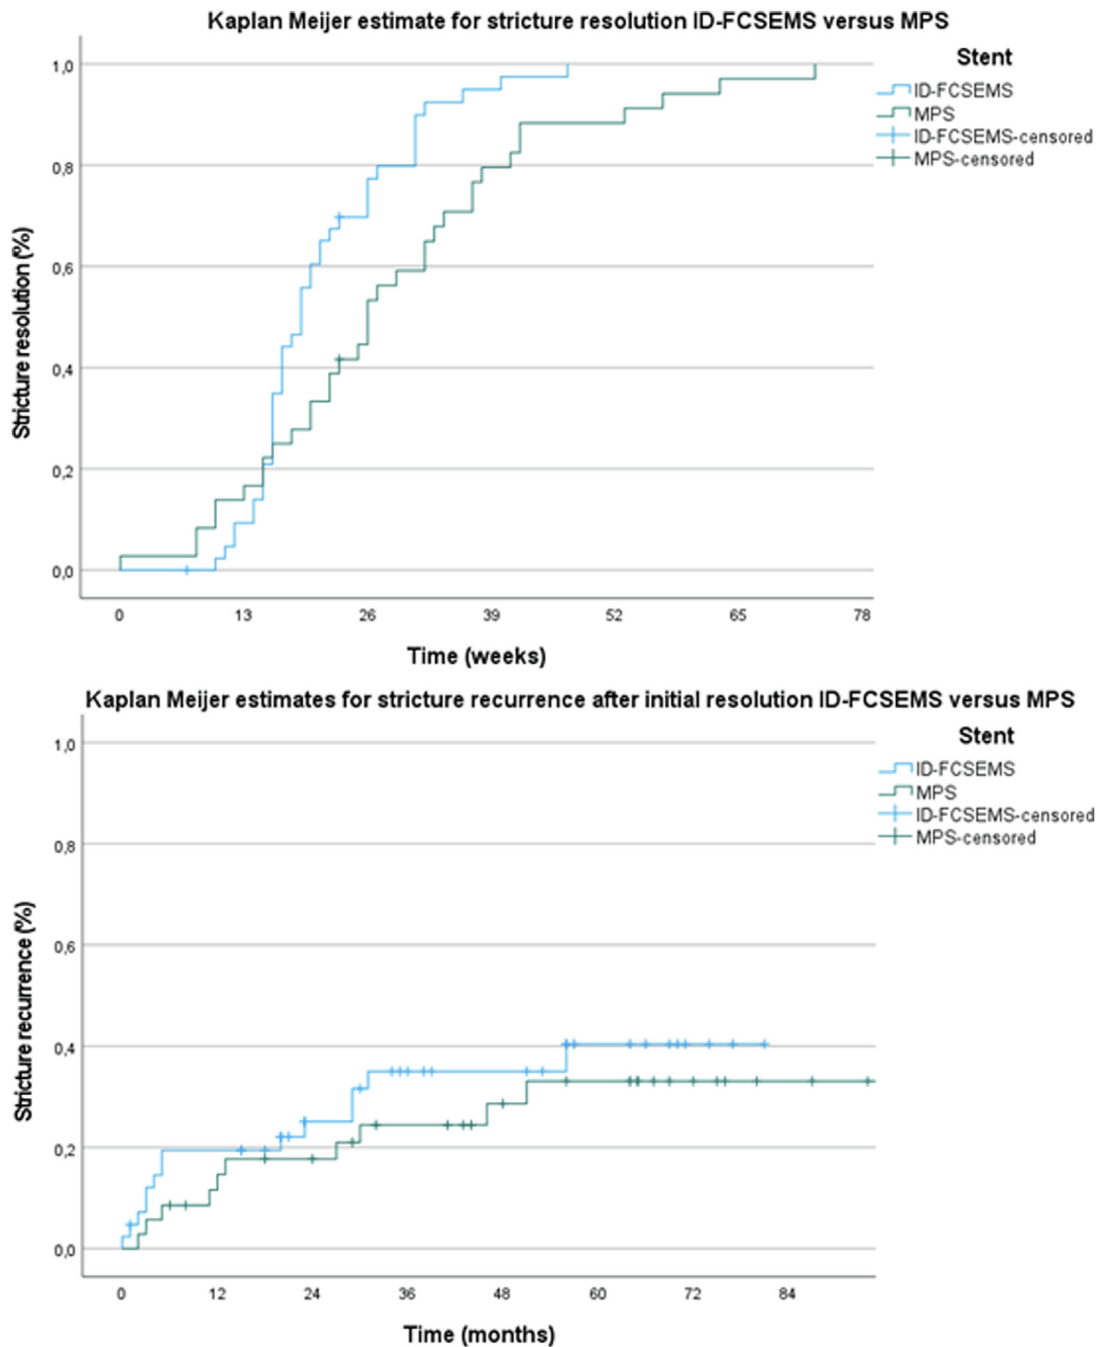 Kaplan Meijer estimate for stricture resolution ID-FCSEMS versus MPS
Stent
ID-FCSEMS
MPS
ID-FCSEMS-censored
MPS-censored
Stricture resolution (%)
1,0
0,8
0,6
0,4
0,2
0,0
0 13 26 39 52 65 78
Time (weeks)
Kaplan Meijer estimates for stricture recurrence after initial resolution ID-FCSEMS versus MPS
Stent
ID-FCSEMS
MPS
ID-FCSEMS-censored
MPS-censored
Stricture recurrence (%)
1,0
0,8
0,6
0,4
0,2
0,0
0 12 24 36 48 60 72 84
Time (months)